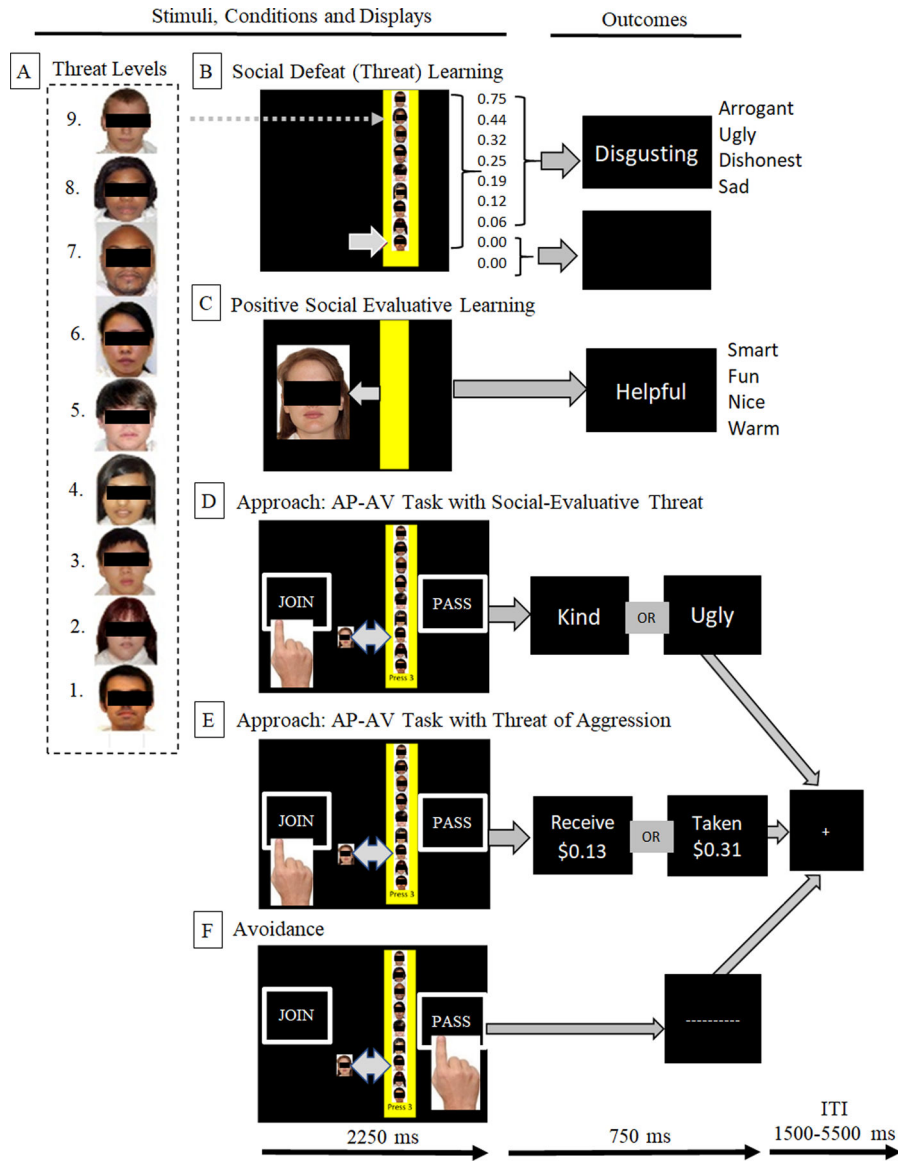 Stimuli, Conditions and Displays
Outcomes
A
Threat Levels
9.
8.
7.
6.
5.
4.
3.
2.
1.
B
Social Defeat (Threat) Learning
0.75
0.44
0.32
0.25
0.19
0.12
0.06
0.00
0.00
Disgusting
Arrogant
Ugly
Dishonest
Sad
C
Positive Social Evaluative Learning
Helpful
Smart
Fun
Nice
Warm
D
Approach: AP-AV Task with Social-Evaluative Threat
JOIN
PASS
Press 3
Kind
OR
Ugly
E
Approach: AP-AV Task with Threat of Aggression
JOIN
PASS
Press 3
Receive
$0.13
OR
Taken
$0.31
+
F
Avoidance
JOIN
PASS
Press 3
----------
2250 ms
750 ms
ITI
1500-5500 ms